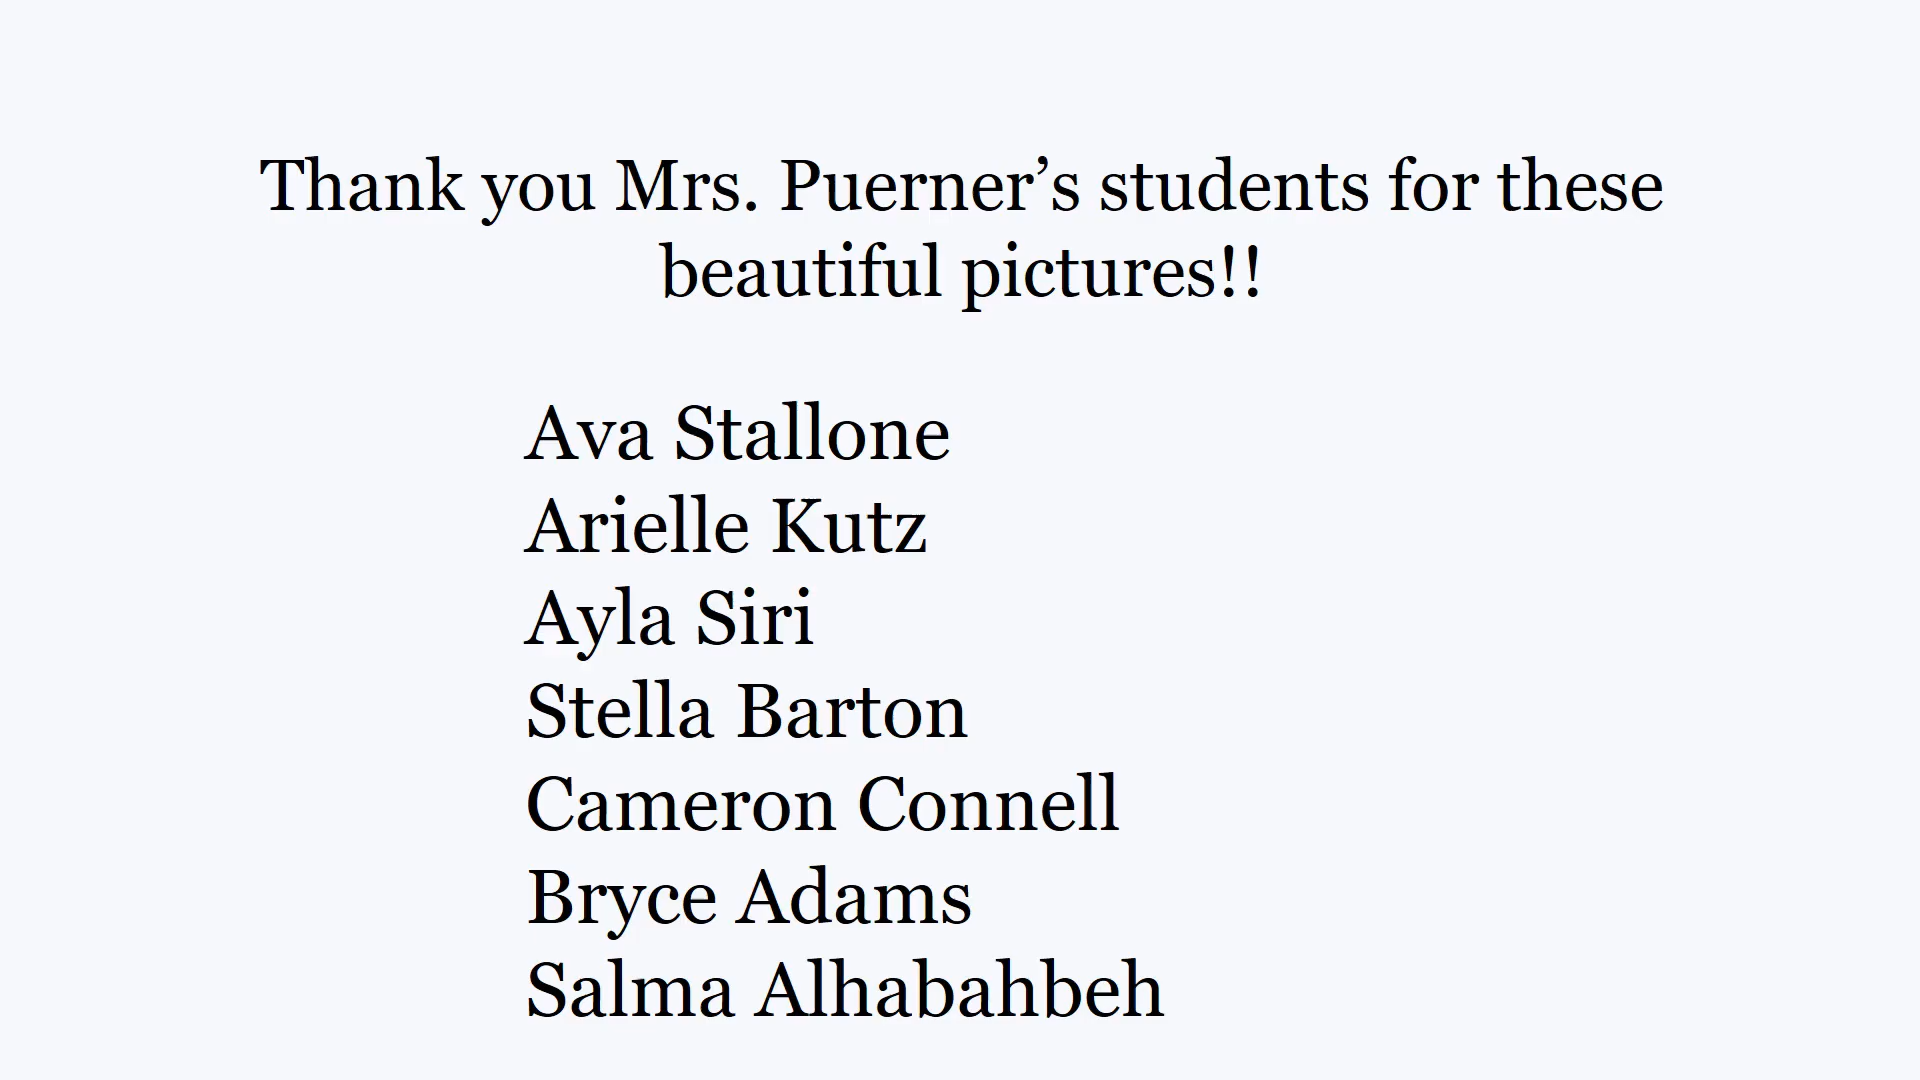 Thank you Mrs. Puerner’s students for these
beautiful pictures!!
Ava Stallone
Arielle Kutz
Ayla Siri
Stella Barton
Cameron Connell
Bryce Adams
Salma Alhabahbeh